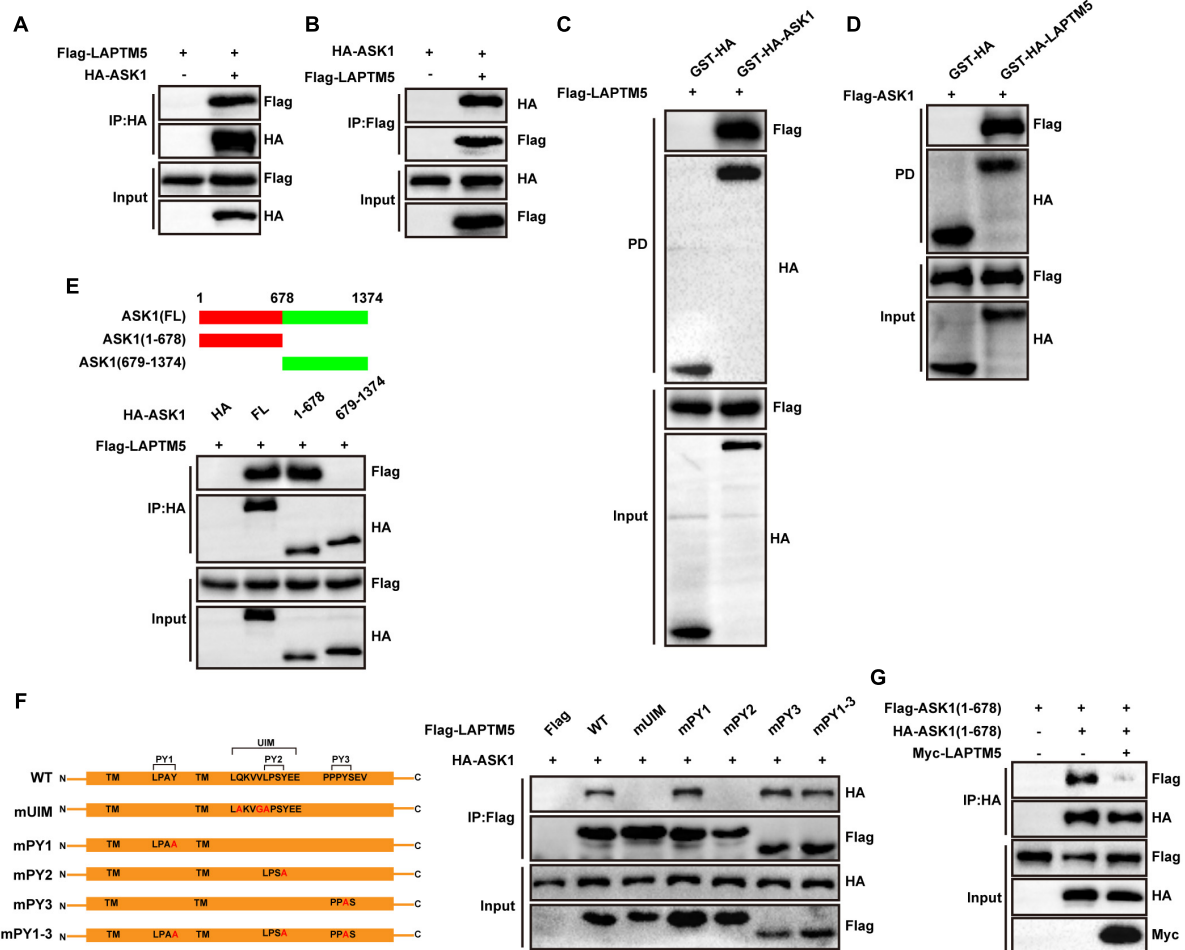 A
Flag-LAPTM5 + +
HA-ASK1 - +
IP:HA
Flag
HA
Input
Flag
HA
B
HA-ASK1 + +
Flag-LAPTM5 - +
IP:Flag
HA
Flag
Input
HA
Flag
C
GST-HA
GST-HA-ASK1
Flag-LAPTM5 + +
PD
Flag
HA
Input
Flag
HA
D
GST-HA
GST-HA-LAPTM5
Flag-ASK1 + +
PD
Flag
HA
Input
Flag
HA
E
1 678 1374
ASK1(FL)
ASK1(1-678)
ASK1(679-1374)
HA-ASK1 HA FL 1-678 679-1374
Flag-LAPTM5 + + + +
IP:HA
Flag
HA
Input
Flag
HA
F
UIM
PY1 PY2 PY3
WT N TM LPAY TM LQKVVLPSYEE PPPYSEV C
mUIM N TM TM LAKVGAPSYEE C
mPY1 N TM LPAA TM C
mPY2 N TM TM LPSA C
mPY3 N TM TM PPAS C
mPY1-3 N TM LPAA TM LPSA PPAS C
Flag-LAPTM5 Flag WT mUIM mPY1 mPY2 mPY3 mPY1-3
HA-ASK1 + + + + + + +
IP:Flag
HA
Flag
Input
HA
Flag
G
Flag-ASK1(1-678) + + +
HA-ASK1(1-678) - + +
Myc-LAPTM5 - - +
IP:HA
Flag
HA
Input
Flag
HA
Myc